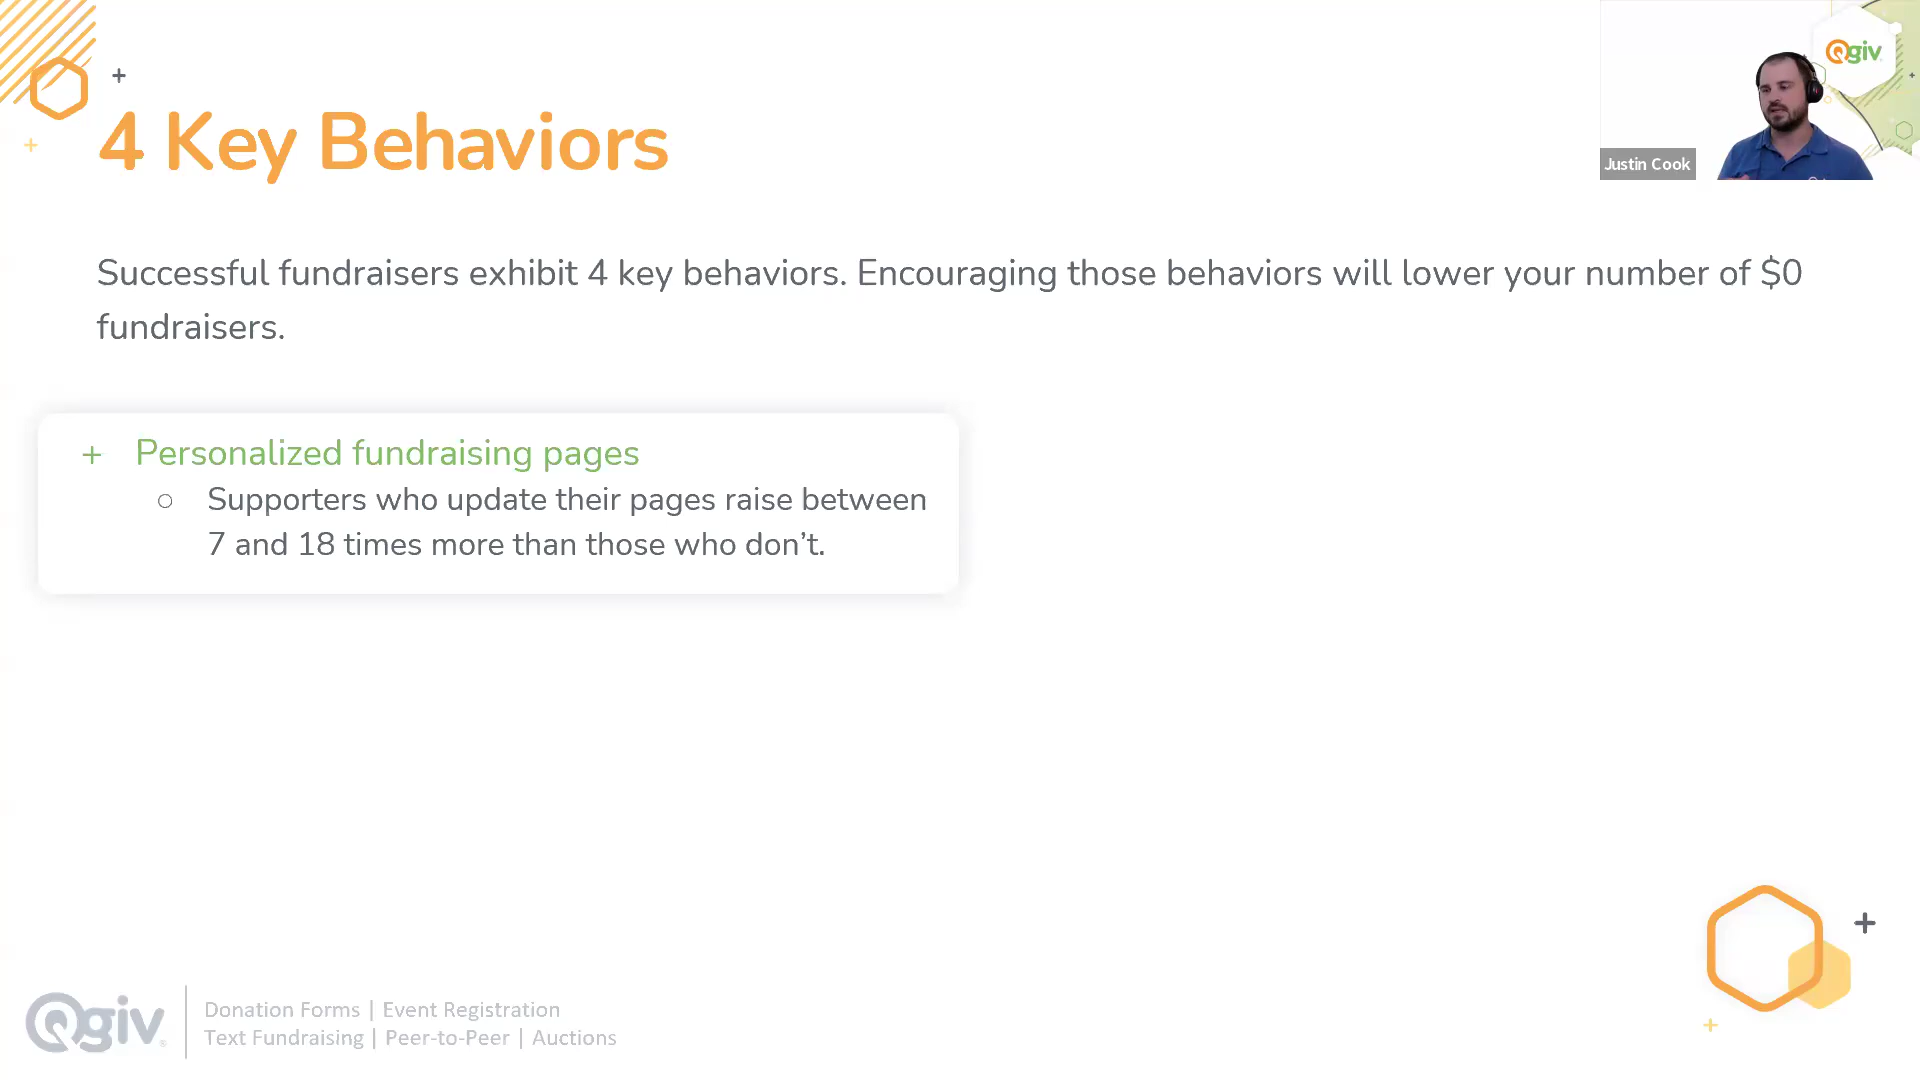 4 Key Behaviors
Qgiv
Justin Cook
Successful fundraisers exhibit 4 key behaviors. Encouraging those behaviors will lower your number of $0
fundraisers.
+ Personalized fundraising pages
○ Supporters who update their pages raise between
7 and 18 times more than those who don’t.
Qgiv
Donation Forms | Event Registration
Text Fundraising | Peer-to-Peer | Auctions